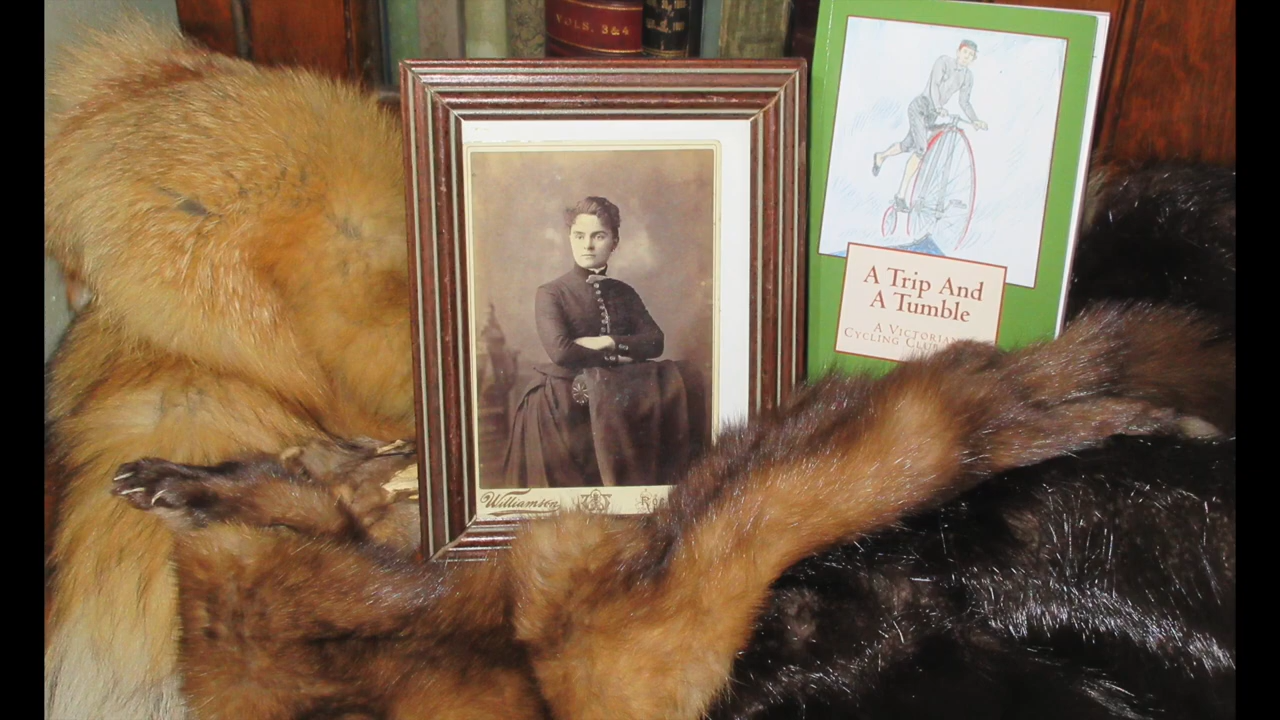 VOLS. 3&4
A Trip And
A Tumble
A Victorian
Cycling Club
Williamson